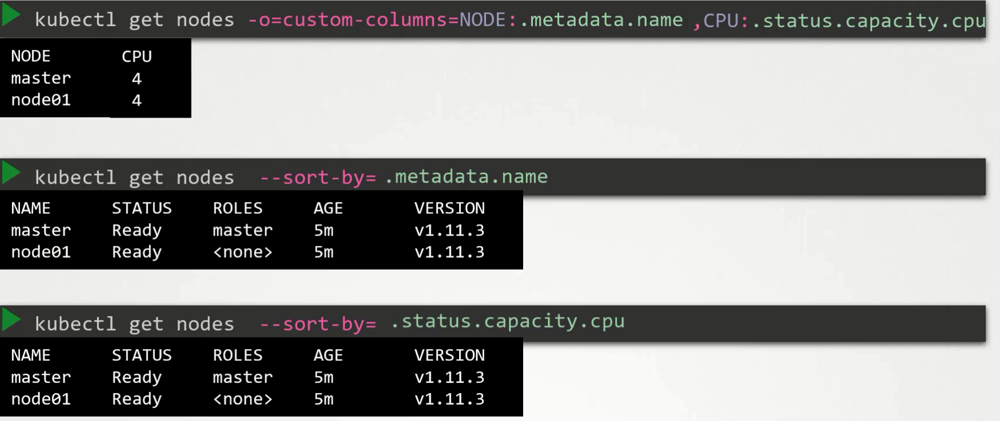 kubectl get nodes -o=custom-columns=NODE:.metadata.name ,CPU:.status.capacity.cpu
NODE CPU
master 4
node01 4
kubectl get nodes --sort-by= .metadata.name
NAME STATUS ROLES AGE VERSION
master Ready master 5m v1.11.3
node01 Ready <none> 5m v1.11.3
kubectl get nodes --sort-by= .status.capacity.cpu
NAME STATUS ROLES AGE VERSION
master Ready master 5m v1.11.3
node01 Ready <none> 5m v1.11.3